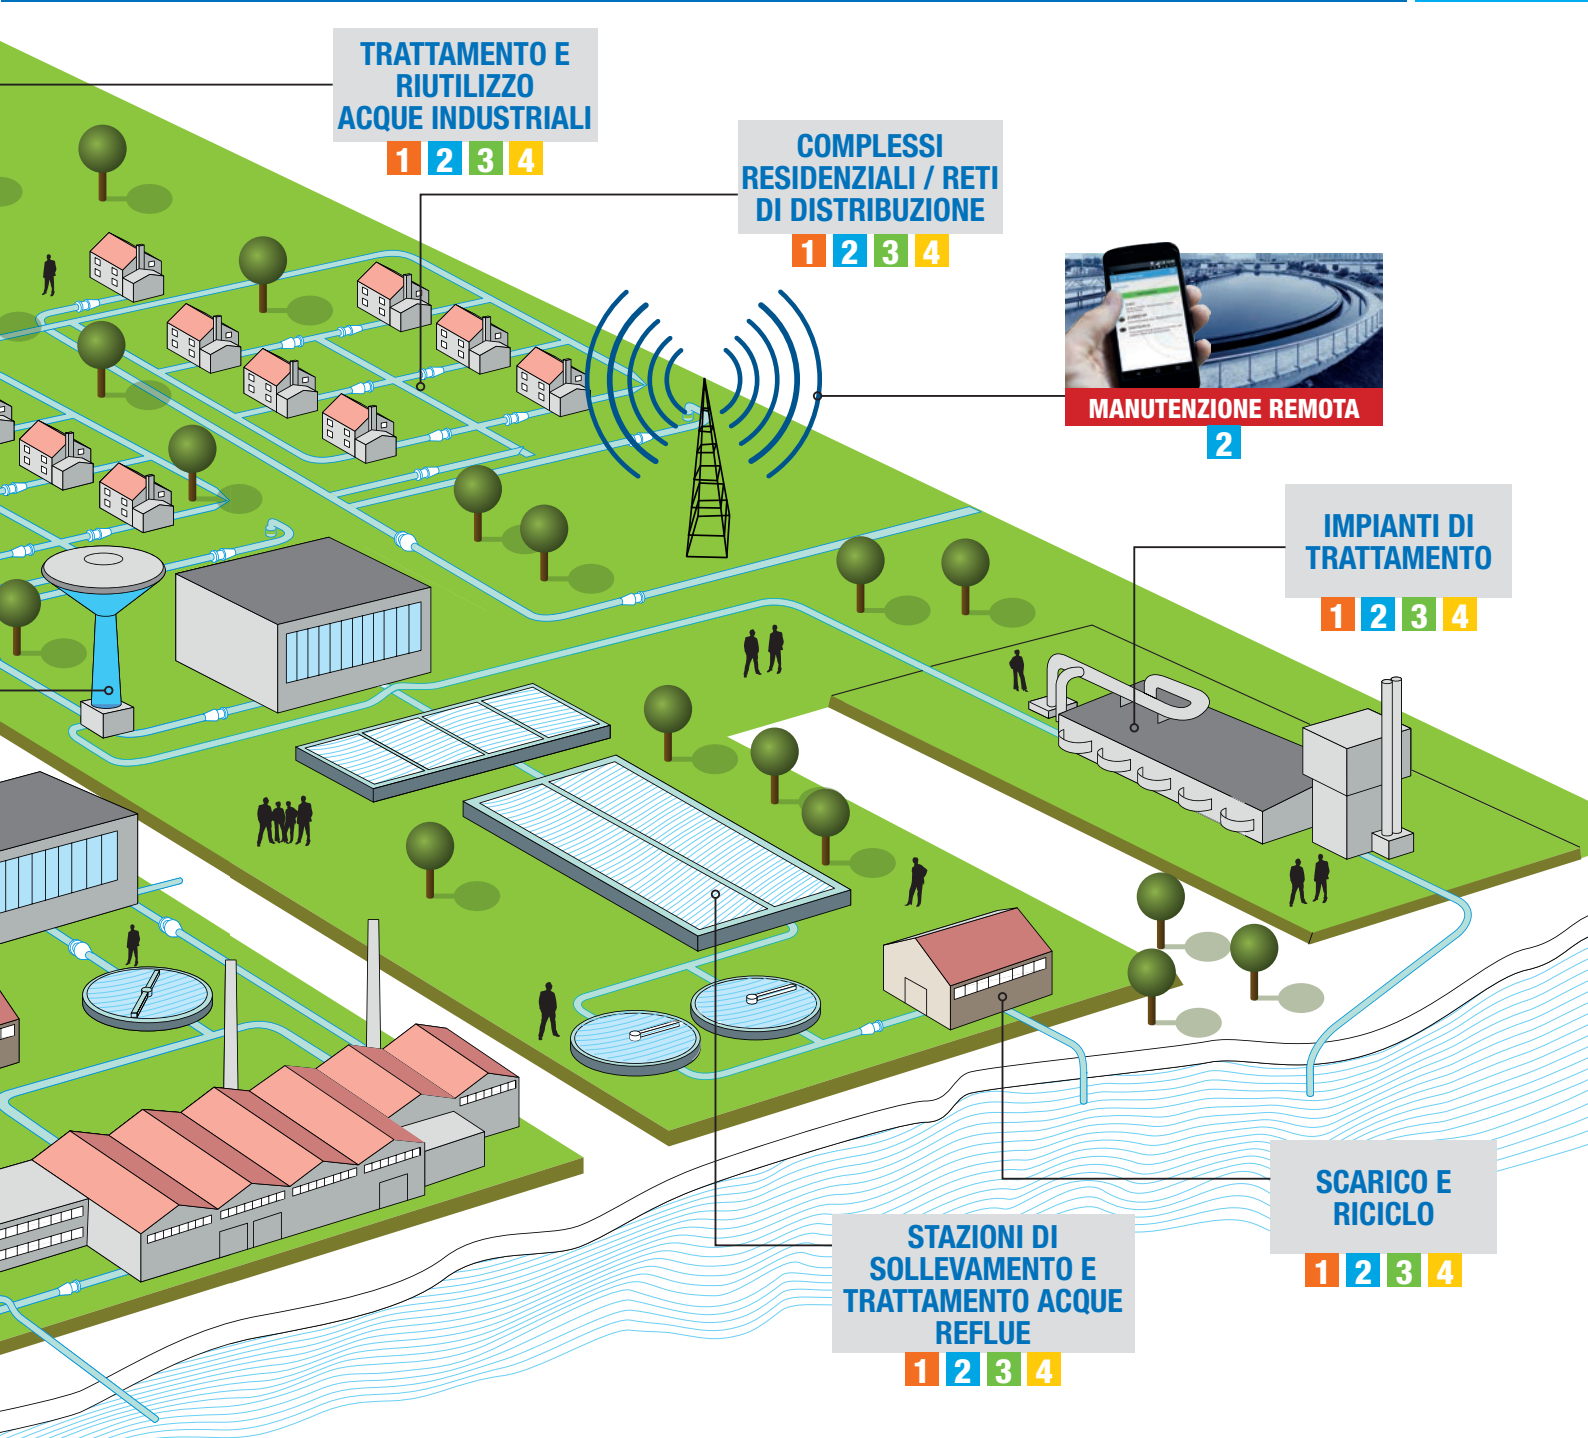 TRATTAMENTO E
RIUTILIZZO
ACQUE INDUSTRIALI
1 2 3 4
COMPLESSI
RESIDENZIALI / RETI
DI DISTRIBUZIONE
1 2 3 4
MANUTENZIONE REMOTA
2
IMPIANTI DI
TRATTAMENTO
1 2 3 4
SCARICO E
RICICLO
1 2 3 4
STAZIONI DI
SOLLEVAMENTO E
TRATTAMENTO ACQUE
REFLUE
1 2 3 4